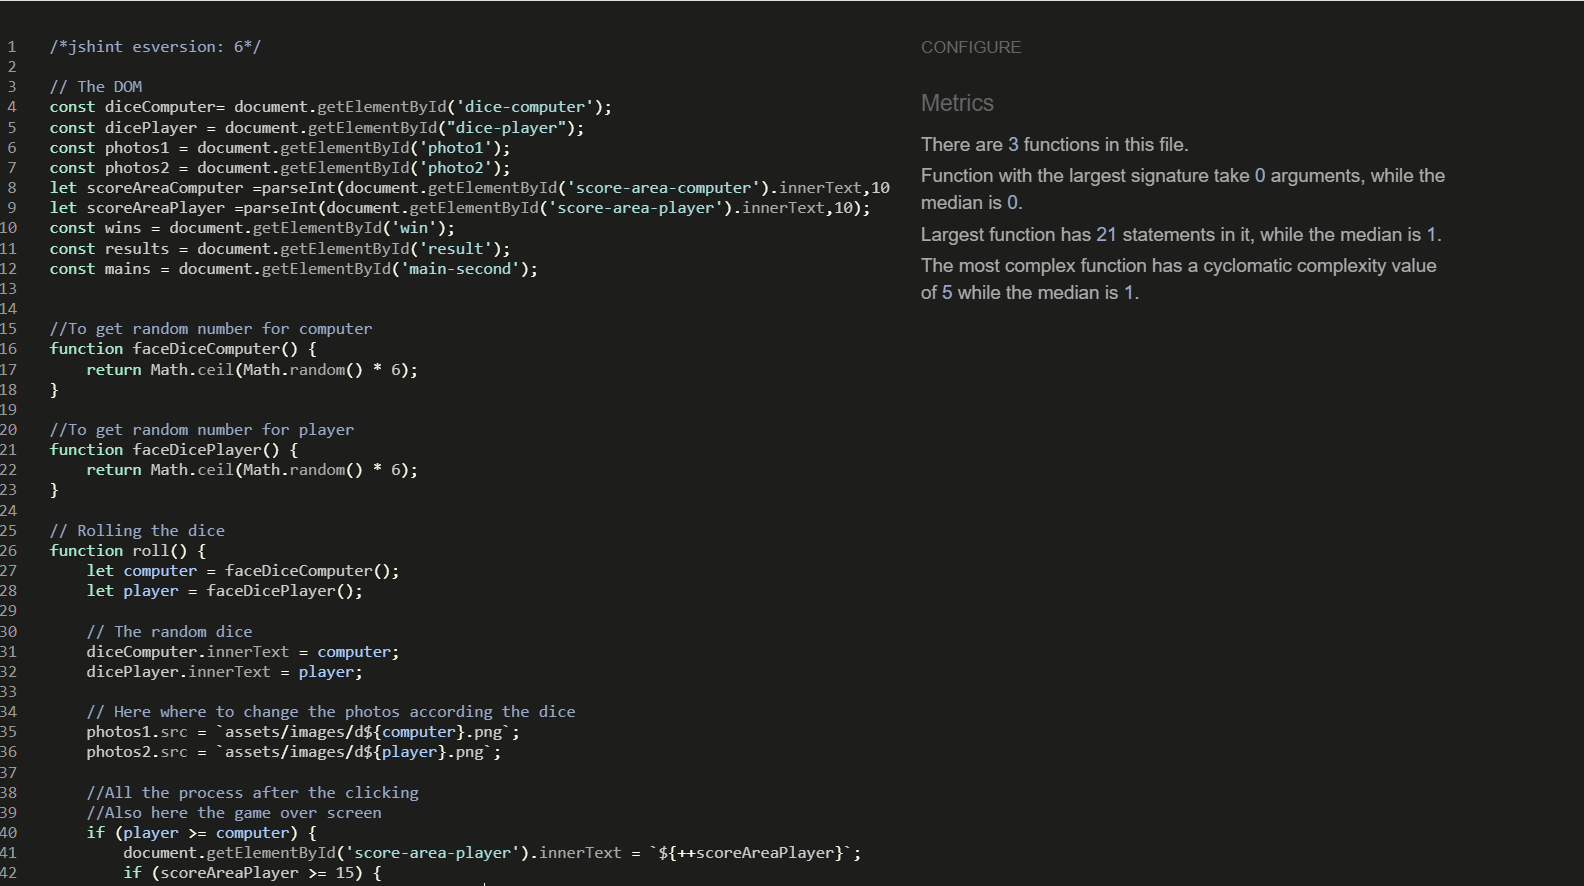 1 /*jshint esversion: 6*/
2
3 // The DOM
4 const diceComputer= document.getElementById('dice-computer');
5 const dicePlayer = document.getElementById("dice-player");
6 const photos1 = document.getElementById('photo1');
7 const photos2 = document.getElementById('photo2');
8 let scoreAreaComputer =parseInt(document.getElementById('score-area-computer').innerText,10
9 let scoreAreaPlayer =parseInt(document.getElementById('score-area-player').innerText,10);
10 const wins = document.getElementById('win');
11 const results = document.getElementById('result');
12 const mains = document.getElementById('main-second');
13
14
15 //To get random number for computer
16 function faceDiceComputer() {
17     return Math.ceil(Math.random() * 6);
18 }
19
20 //To get random number for player
21 function faceDicePlayer() {
22     return Math.ceil(Math.random() * 6);
23 }
24
25 // Rolling the dice
26 function roll() {
27     let computer = faceDiceComputer();
28     let player = faceDicePlayer();
29
30     // The random dice
31     diceComputer.innerText = computer;
32     dicePlayer.innerText = player;
33
34     // Here where to change the photos according the dice
35     photos1.src = `assets/images/d${computer}.png`;
36     photos2.src = `assets/images/d${player}.png`;
37
38     //All the process after the clicking
39     //Also here the game over screen
40     if (player >= computer) {
41         document.getElementById('score-area-player').innerText = `${++scoreAreaPlayer}`;
42         if (scoreAreaPlayer >= 15) {
CONFIGURE
Metrics
There are 3 functions in this file.
Function with the largest signature take 0 arguments, while the
median is 0.
Largest function has 21 statements in it, while the median is 1.
The most complex function has a cyclomatic complexity value
of 5 while the median is 1.